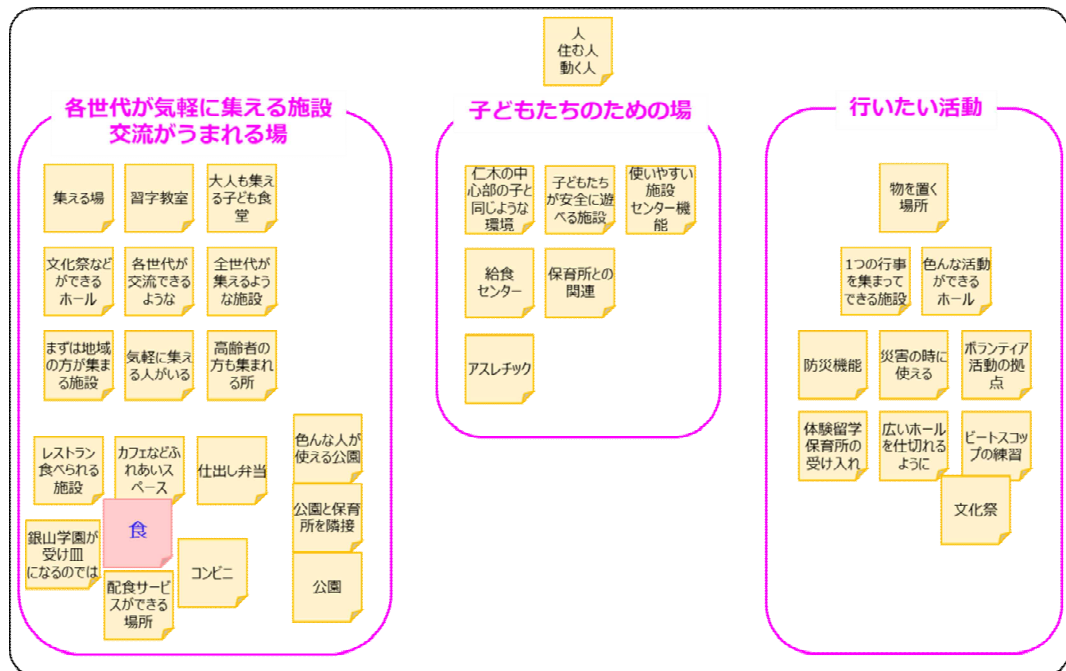 人
住む人
動く人
各世代が気軽に集える施設
交流がうまれる場
集える場
習字教室
大人も集え
る子ども食
堂
文化祭など
ができる
ホール
各世代が
交流できる
ような
全世代が
集えるよう
な施設
まずは地域
の方が集ま
る施設
気軽に集え
る人がいる
高齢者の
方も集まれ
る所
レストラン
食べられる
施設
カフェなどふ
れあいス
ペース
仕出し弁当
色んな人が
使える公園
公園と保育
所を隣接
公園
銀山学園が
受け皿
になるのでは
食
コンビニ
配食サービ
スができる
場所
子どもたちのための場
仁木の中
心部の子と
同じような
環境
子どもたち
が安全に遊
べる施設
使いやすい
施設
センター機
能
給食
センター
保育所との
関連
アスレチック
行いたい活動
物を置く
場所
1つの行事
を集まって
できる施設
色んな活動
ができる
ホール
防災機能
災害の時に
使える
ボランティア
活動の拠
点
体験留学
保育所の
受け入れ
広いホール
を仕切れる
ように
ビートスコッ
プの練習
文化祭